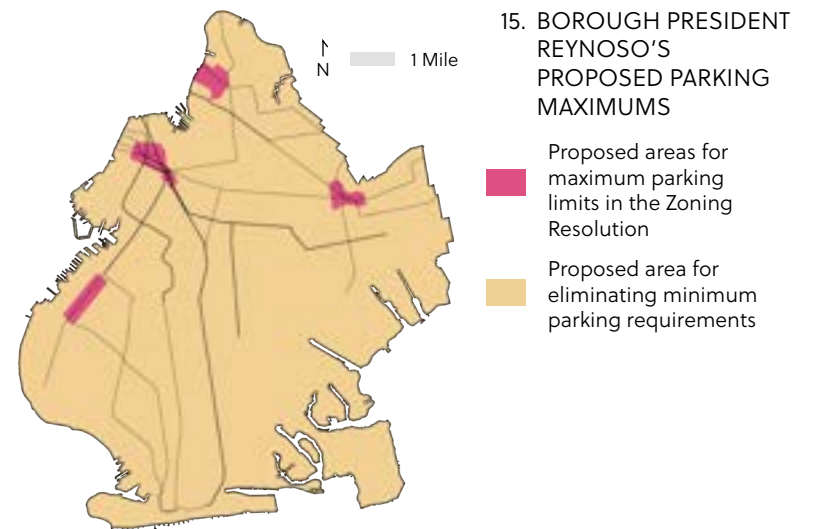 N
1 Mile
15. BOROUGH PRESIDENT
REYNOSO’S
PROPOSED PARKING
MAXIMUMS
Proposed areas for
maximum parking
limits in the Zoning
Resolution
Proposed area for
eliminating minimum
parking requirements